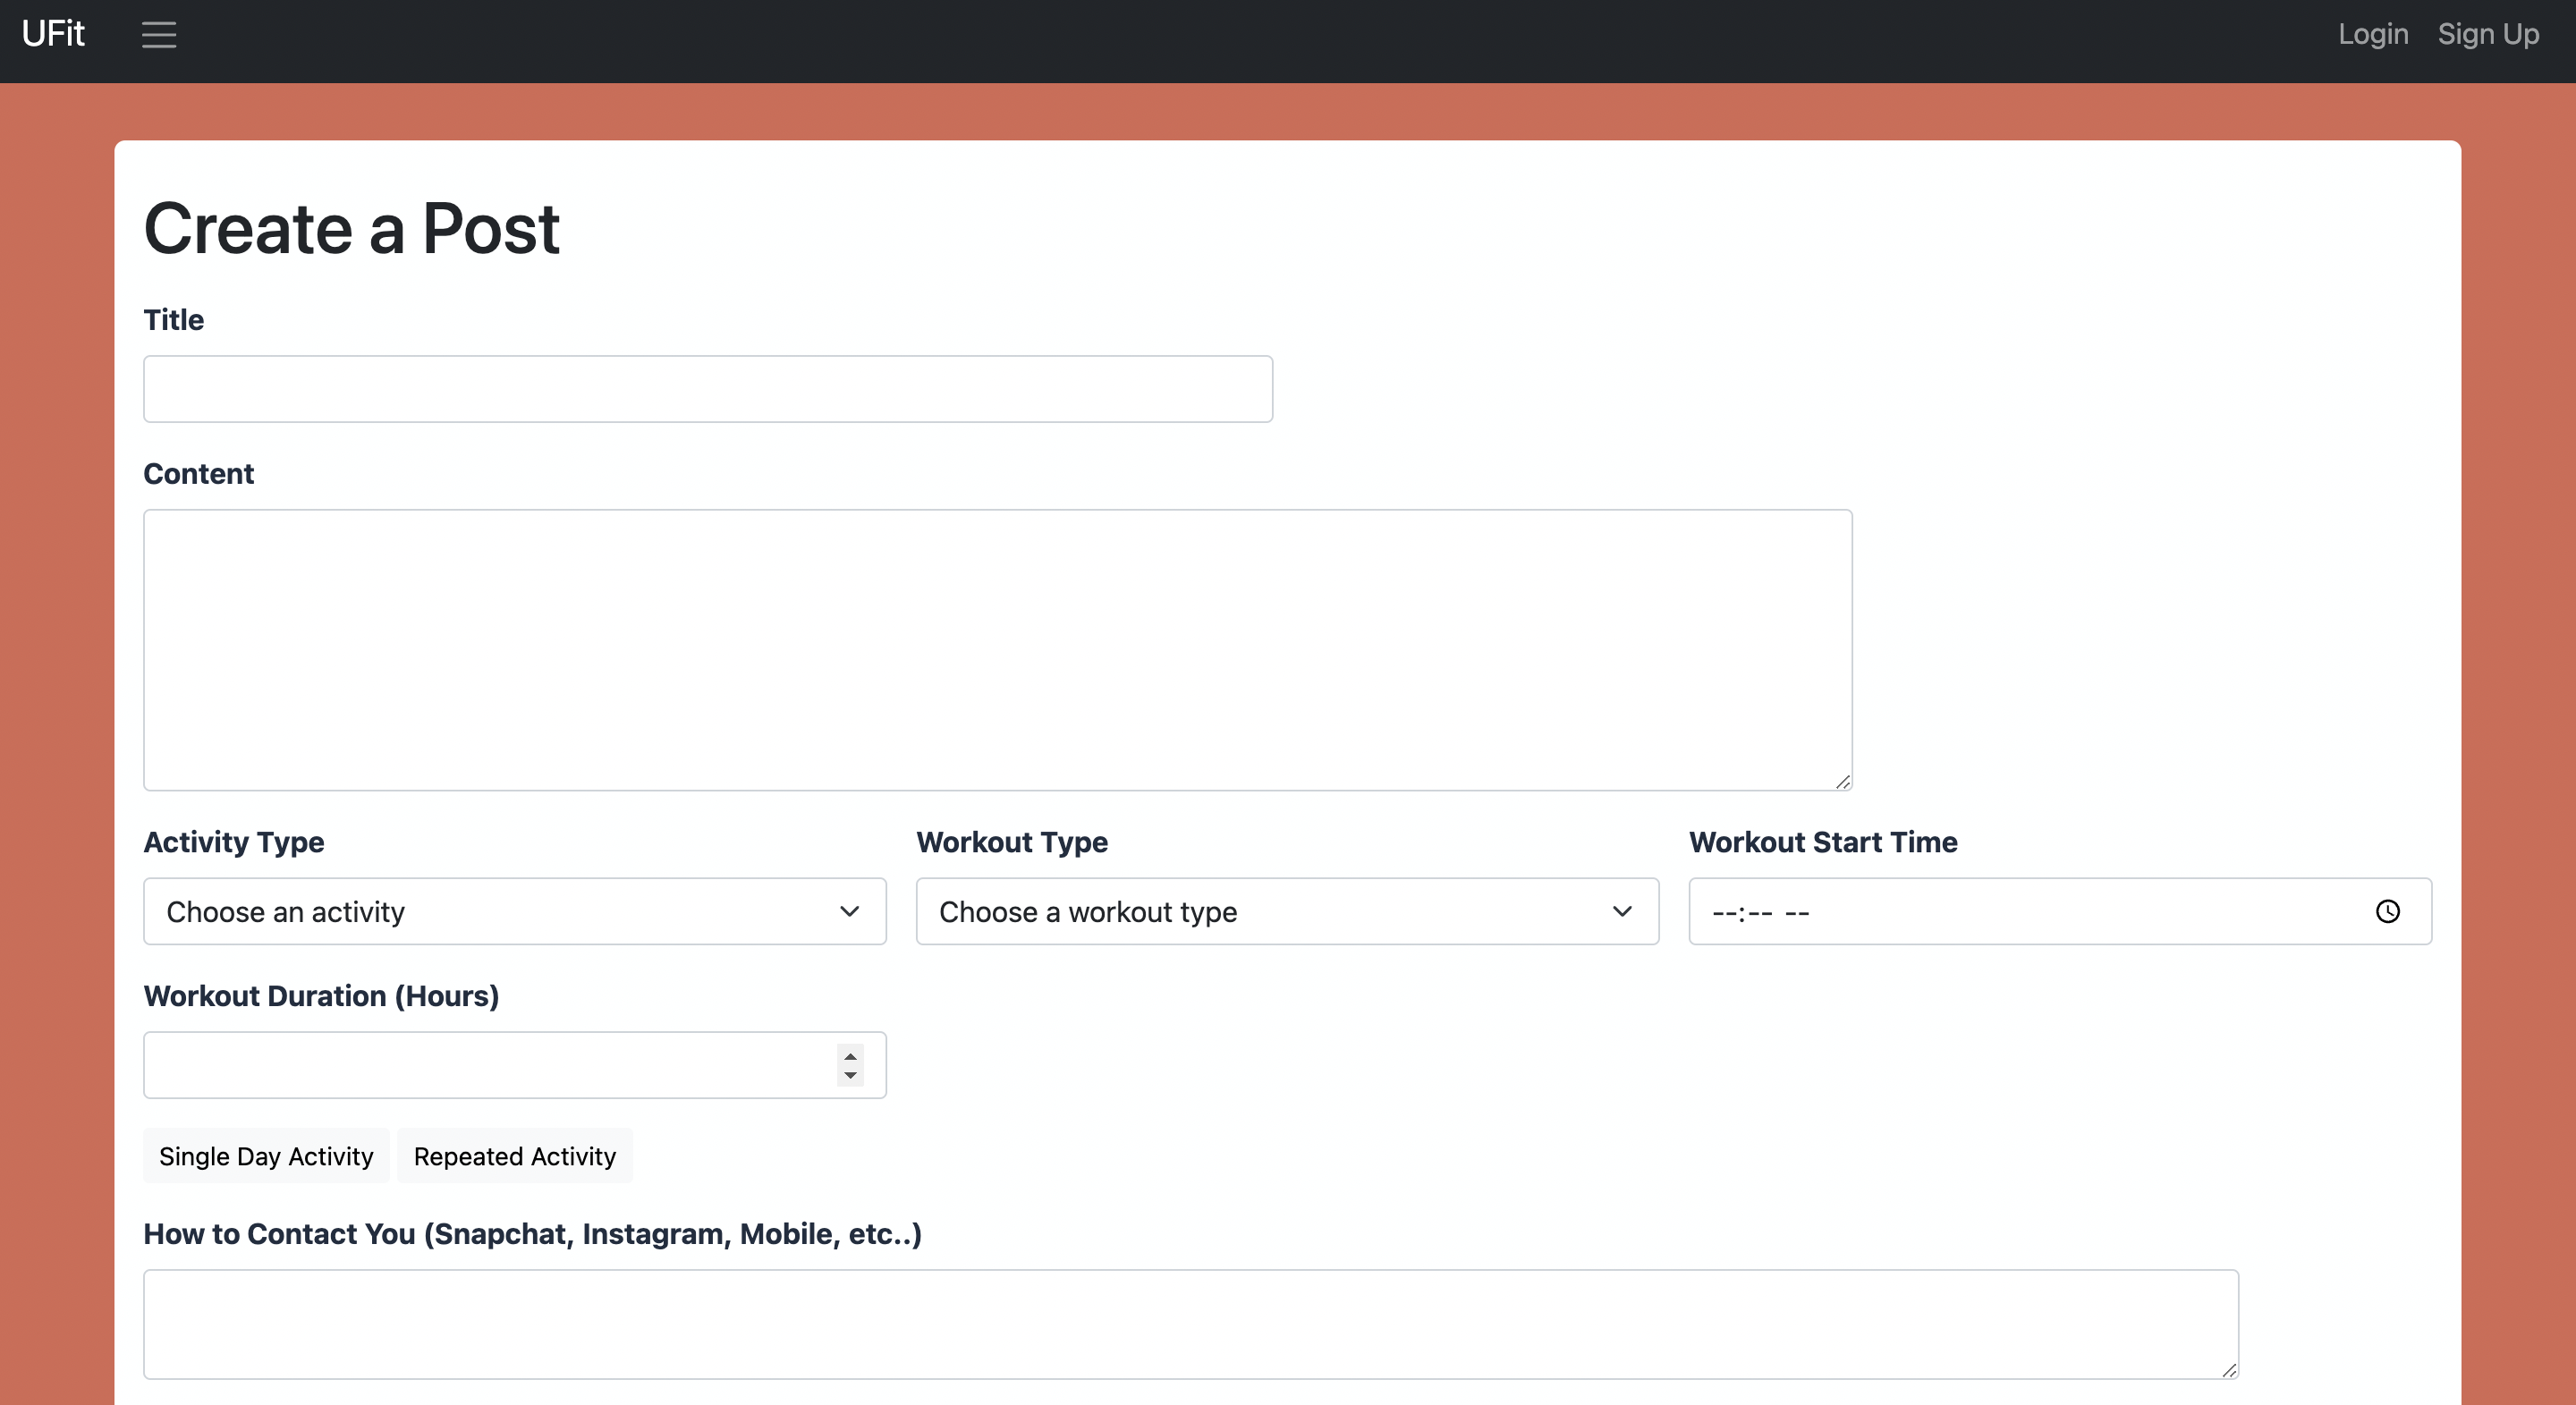 UFit
Login Sign Up
Create a Post
Title
Content
Activity Type Workout Type Workout Start Time
Choose an activity Choose a workout type --:-- --
Workout Duration (Hours)
Single Day Activity Repeated Activity
How to Contact You (Snapchat, Instagram, Mobile, etc..)